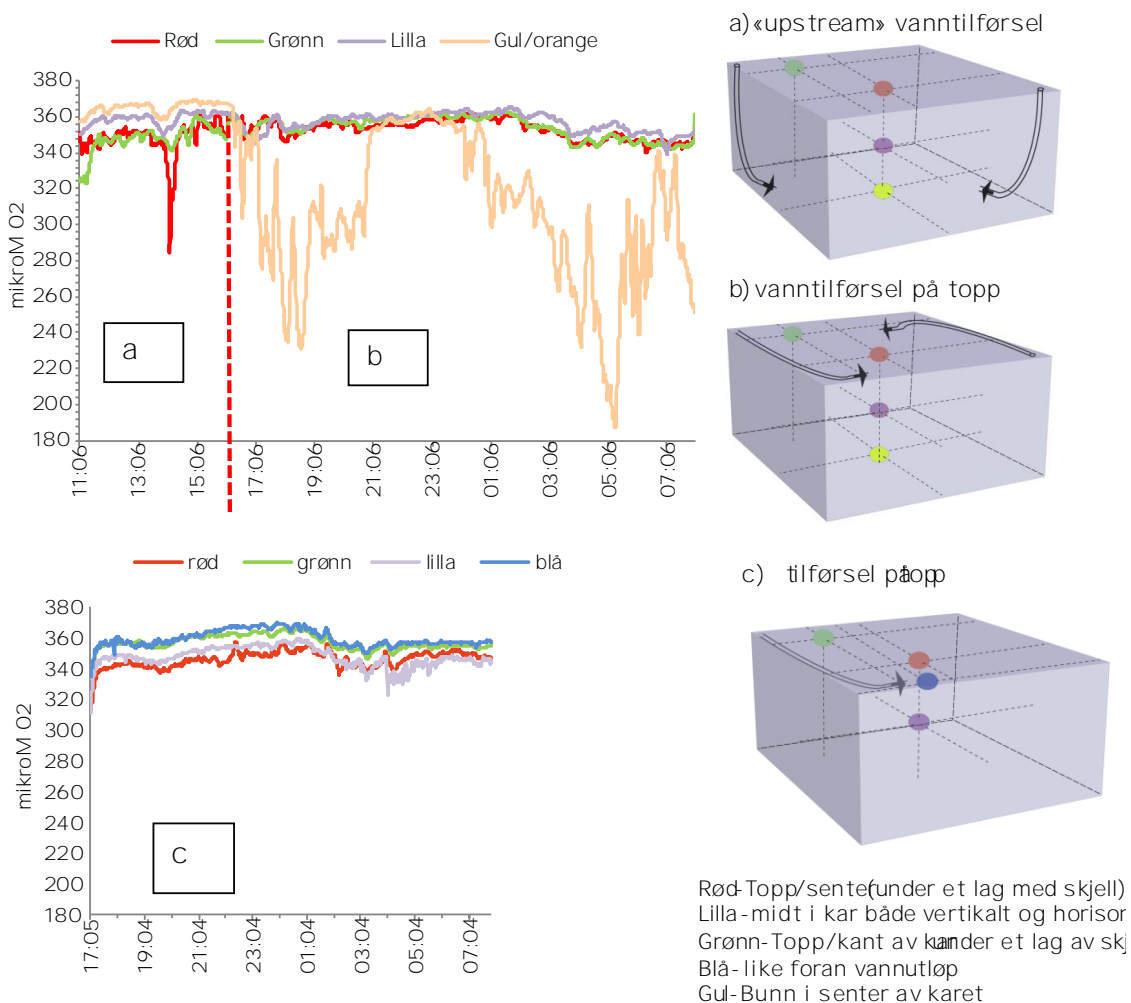 a) «upstream» vanntilførsel
Rød Grønn Lilla Gul/orange
380
360
340
320
300
280
260
240
220
200
180
mikroM O2
a
b
11:06 13:06 15:06 17:06 19:06 21:06 23:06 01:06 03:06 05:06 07:06
b) vanntilførsel på topp
rød grønn lilla blå
380
360
340
320
300
280
260
240
220
200
180
mikroM O2
c
17:05 19:04 21:04 23:04 01:04 03:04 05:04 07:04
c) tilførsel på topp
Rød-Topp/senter(under et lag med skjell)
Lilla-midt i kar både vertikalt og horisor
Grønn-Topp/kant av kar under et lag av skj
Blå-like foran vannutløp
Gul-Bunn i senter av karet